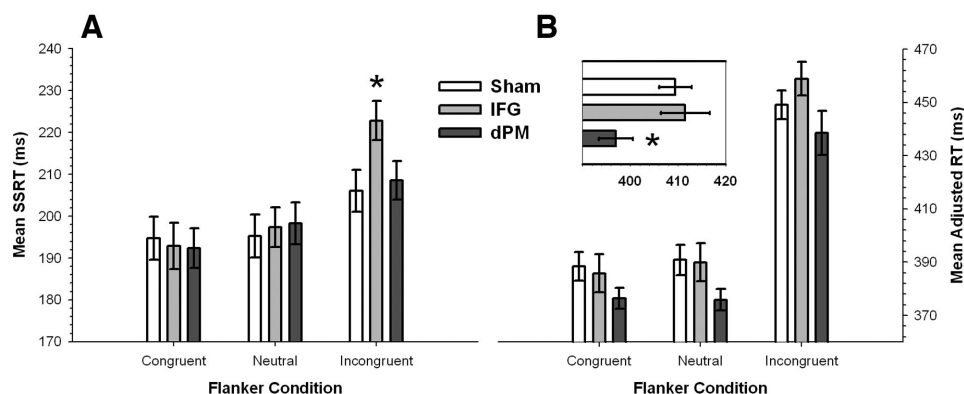 A
B
240
230
220
210
200
190
180
170
Mean SSRT (ms)
*
Congruent
Neutral
Incongruent
Flanker Condition
Sham
IFG
dPM
*
400
410
420
470
450
430
410
390
370
Mean Adjusted RT (ms)
Congruent
Neutral
Incongruent
Flanker Condition